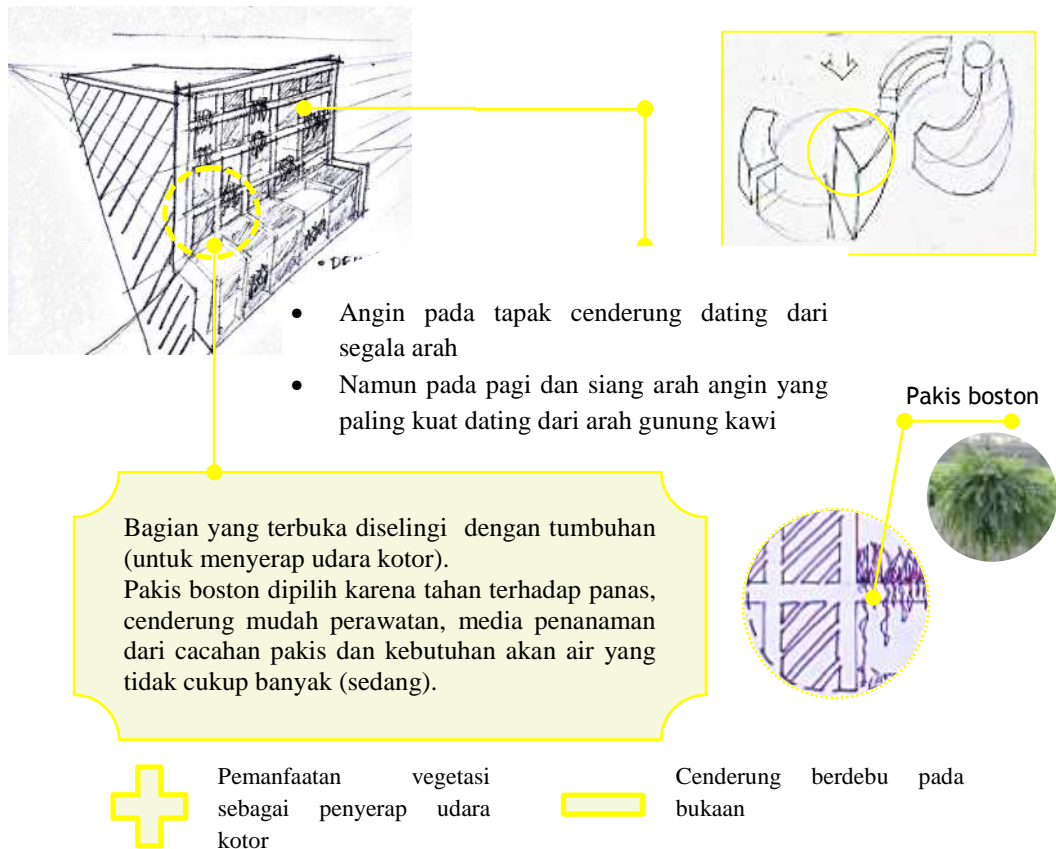 • DE
• Angin pada tapak cenderung dating dari
segala arah
• Namun pada pagi dan siang arah angin yang
paling kuat dating dari arah gunung kawi
Pakis boston
Bagian yang terbuka diselingi dengan tumbuhan
(untuk menyerap udara kotor).
Pakis boston dipilih karena tahan terhadap panas,
cenderung mudah perawatan, media penanaman
dari cacahan pakis dan kebutuhan akan air yang
tidak cukup banyak (sedang).
Pemanfaatan vegetasi
sebagai penyerap udara
kotor
Cenderung berdebu pada
bukaan